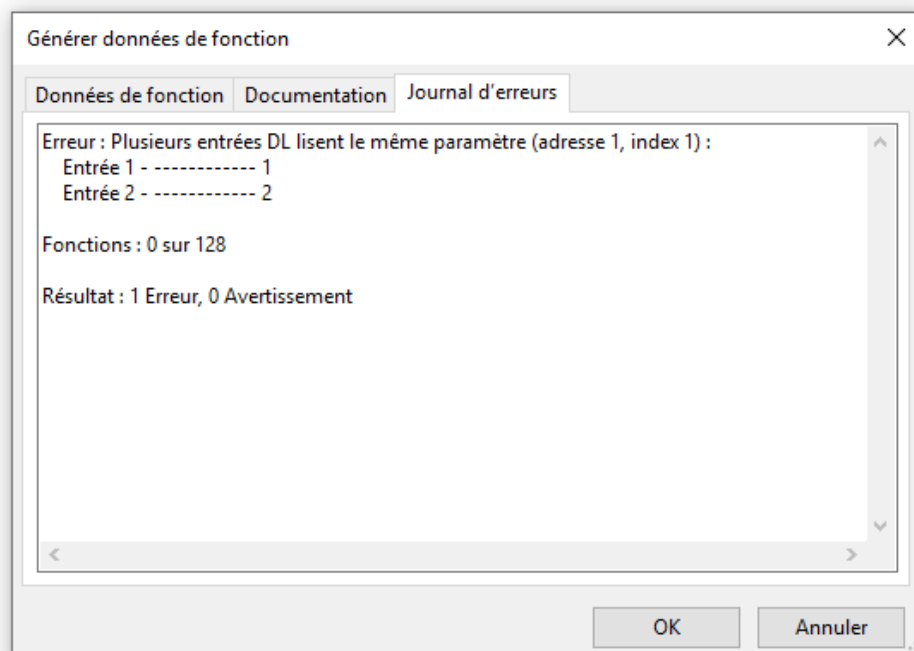 Générer données de fonction
Données de fonction Documentation Journal d'erreurs
Erreur : Plusieurs entrées DL lisent le même paramètre (adresse 1, index 1) :
Entrée 1 - ------------ 1
Entrée 2 - ------------ 2
Fonctions : 0 sur 128
Résultat : 1 Erreur, 0 Avertissement
OK Annuler